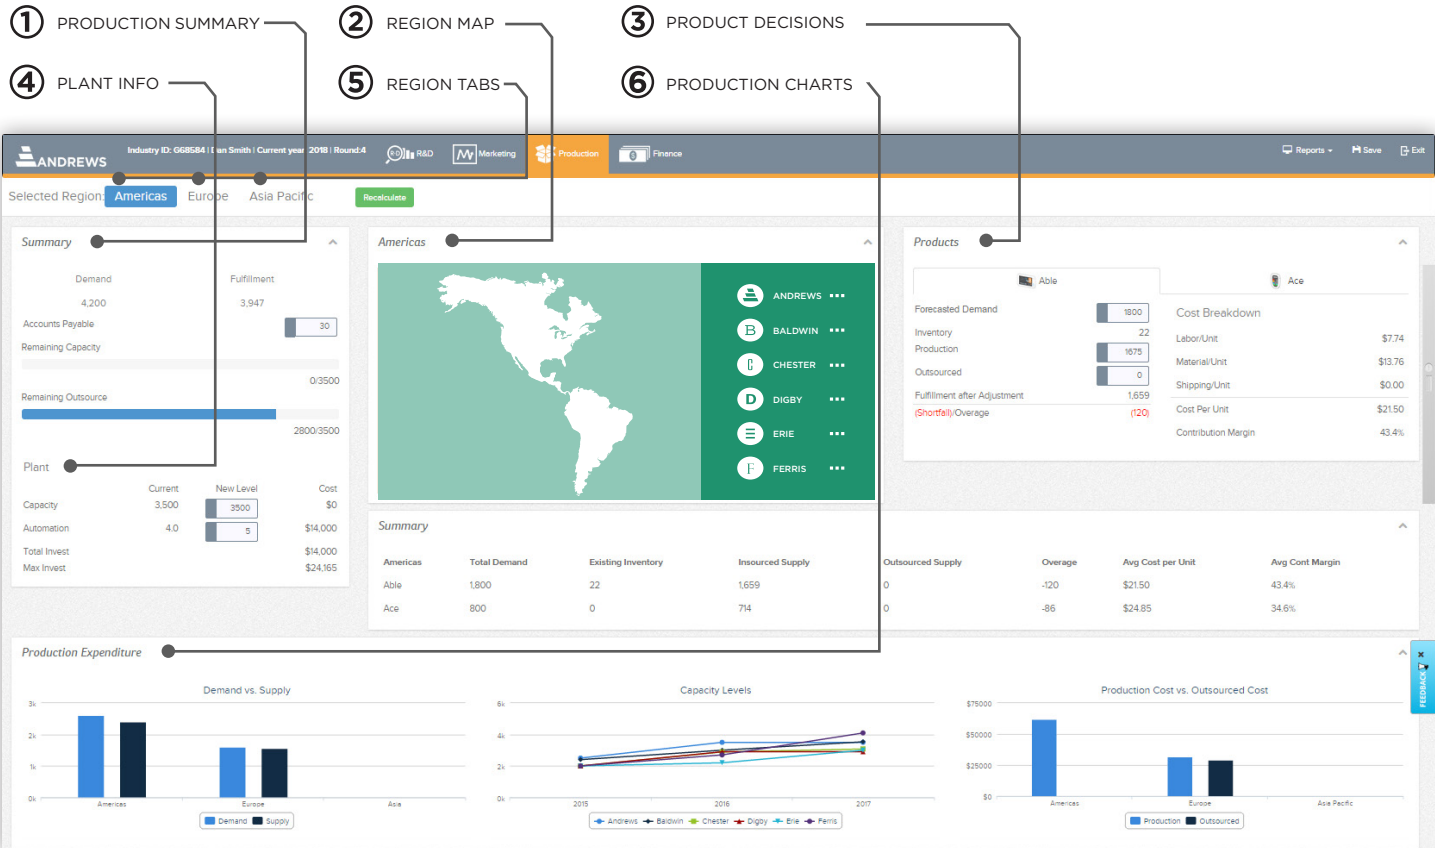 1 PRODUCTION SUMMARY
2 REGION MAP
3 PRODUCT DECISIONS
4 PLANT INFO
5 REGION TABS
6 PRODUCTION CHARTS
ANDREWS
Industry ID: G68584 | Dan Smith | Current year: 2018 | Round:4
R&D
Marketing
Production
Finance
Reports
Save
Exit
Selected Region: Americas Europe Asia Pacific
Recalculate
Summary
Demand Fulfillment
4,200 3,947
Accounts Payable 30
Remaining Capacity
0/3500
Remaining Outsource
2800/3500
Plant
Current New Level Cost
Capacity 3,500 3500 $0
Automation 4.0 5 $14,000
Total Invest $14,000
Max Invest $24,165
Americas
ANDREWS
B BALDWIN
C CHESTER
D DIGBY
ERIE
F FERRIS
Products
Able Ace
Forecasted Demand 1800
Inventory 22
Production 1675
Outsourced 0
Fulfillment after Adjustment 1,659
(Shortfall)/Overage (120)
Cost Breakdown
Labor/Unit $7.74
Material/Unit $13.76
Shipping/Unit $0.00
Cost Per Unit $21.50
Contribution Margin 43.4%
Summary
Americas Total Demand Existing Inventory Insourced Supply Outsourced Supply Overage Avg Cost per Unit Avg Cont Margin
Able 1,800 22 1,659 0 -120 $21.50 43.4%
Ace 800 0 714 0 -86 $24.85 34.6%
FEEDBACK
Production Expenditure
Demand vs. Supply
3k
2k
1k
0k
Americas Europe Asia
Demand Supply
Capacity Levels
6k
4k
2k
0k
2015 2016 2017
Andrews Baldwin Chester Digby Erie Ferris
Production Cost vs. Outsourced Cost
$75000
$50000
$25000
$0
Americas Europe Asia Pacific
Production Outsourced